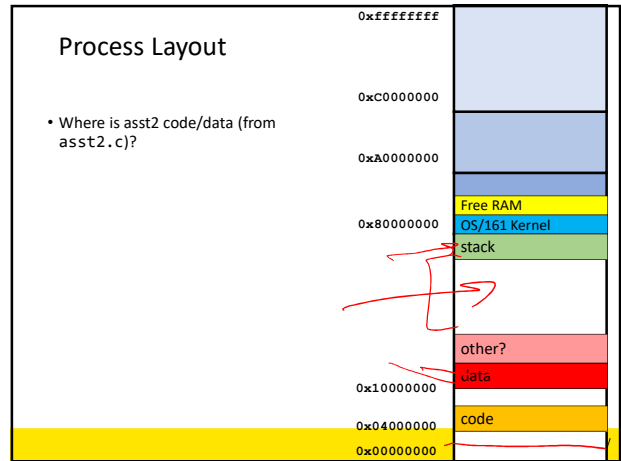 Process Layout
• Where is asst2 code/data (from
asst2.c)?
0xffffffff
0xC0000000
0xA0000000
Free RAM
0x80000000
OS/161 Kernel
stack
other?
data
0x10000000
0x04000000
code
0x00000000